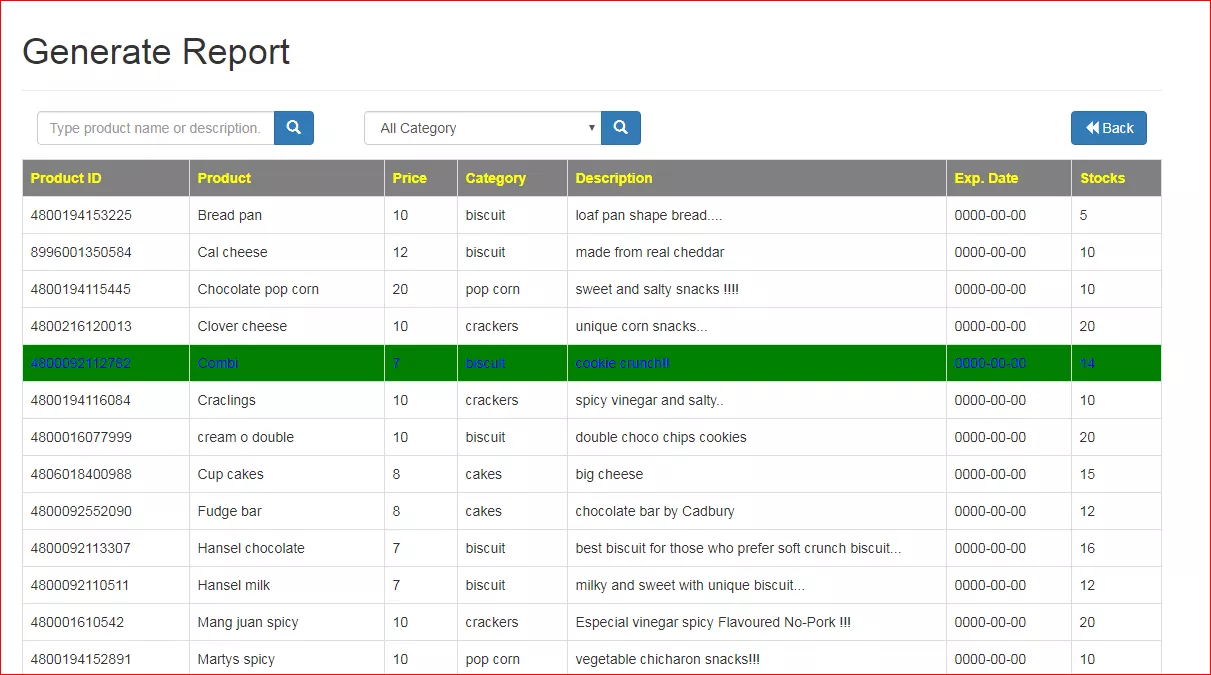 Generate Report
Type product name or description. All Category Back
Product ID Product Price Category Description Exp. Date Stocks
4800194153225 Bread pan 10 biscuit loaf pan shape bread.... 0000-00-00 5
8996001350584 Cal cheese 12 biscuit made from real cheddar 0000-00-00 10
4800194115445 Chocolate pop corn 20 pop corn sweet and salty snacks !!!! 0000-00-00 10
4800216120013 Clover cheese 10 crackers unique corn snacks... 0000-00-00 20
4800092112782 Combi 7 biscuit cookie crunch!! 0000-00-00 14
4800194116084 Craclings 10 crackers spicy vinegar and salty.. 0000-00-00 10
4800016077999 cream o double 10 biscuit double choco chips cookies 0000-00-00 20
4806018400988 Cup cakes 8 cakes big cheese 0000-00-00 15
4800092552090 Fudge bar 8 cakes chocolate bar by Cadbury 0000-00-00 12
4800092113307 Hansel chocolate 7 biscuit best biscuit for those who prefer soft crunch biscuit... 0000-00-00 16
4800092110511 Hansel milk 7 biscuit milky and sweet with unique biscuit... 0000-00-00 12
480001610542 Mang juan spicy 10 crackers Especial vinegar spicy Flavoured No-Pork !!! 0000-00-00 20
4800194152891 Martys spicy 10 pop corn vegetable chicharon snacks!!! 0000-00-00 10